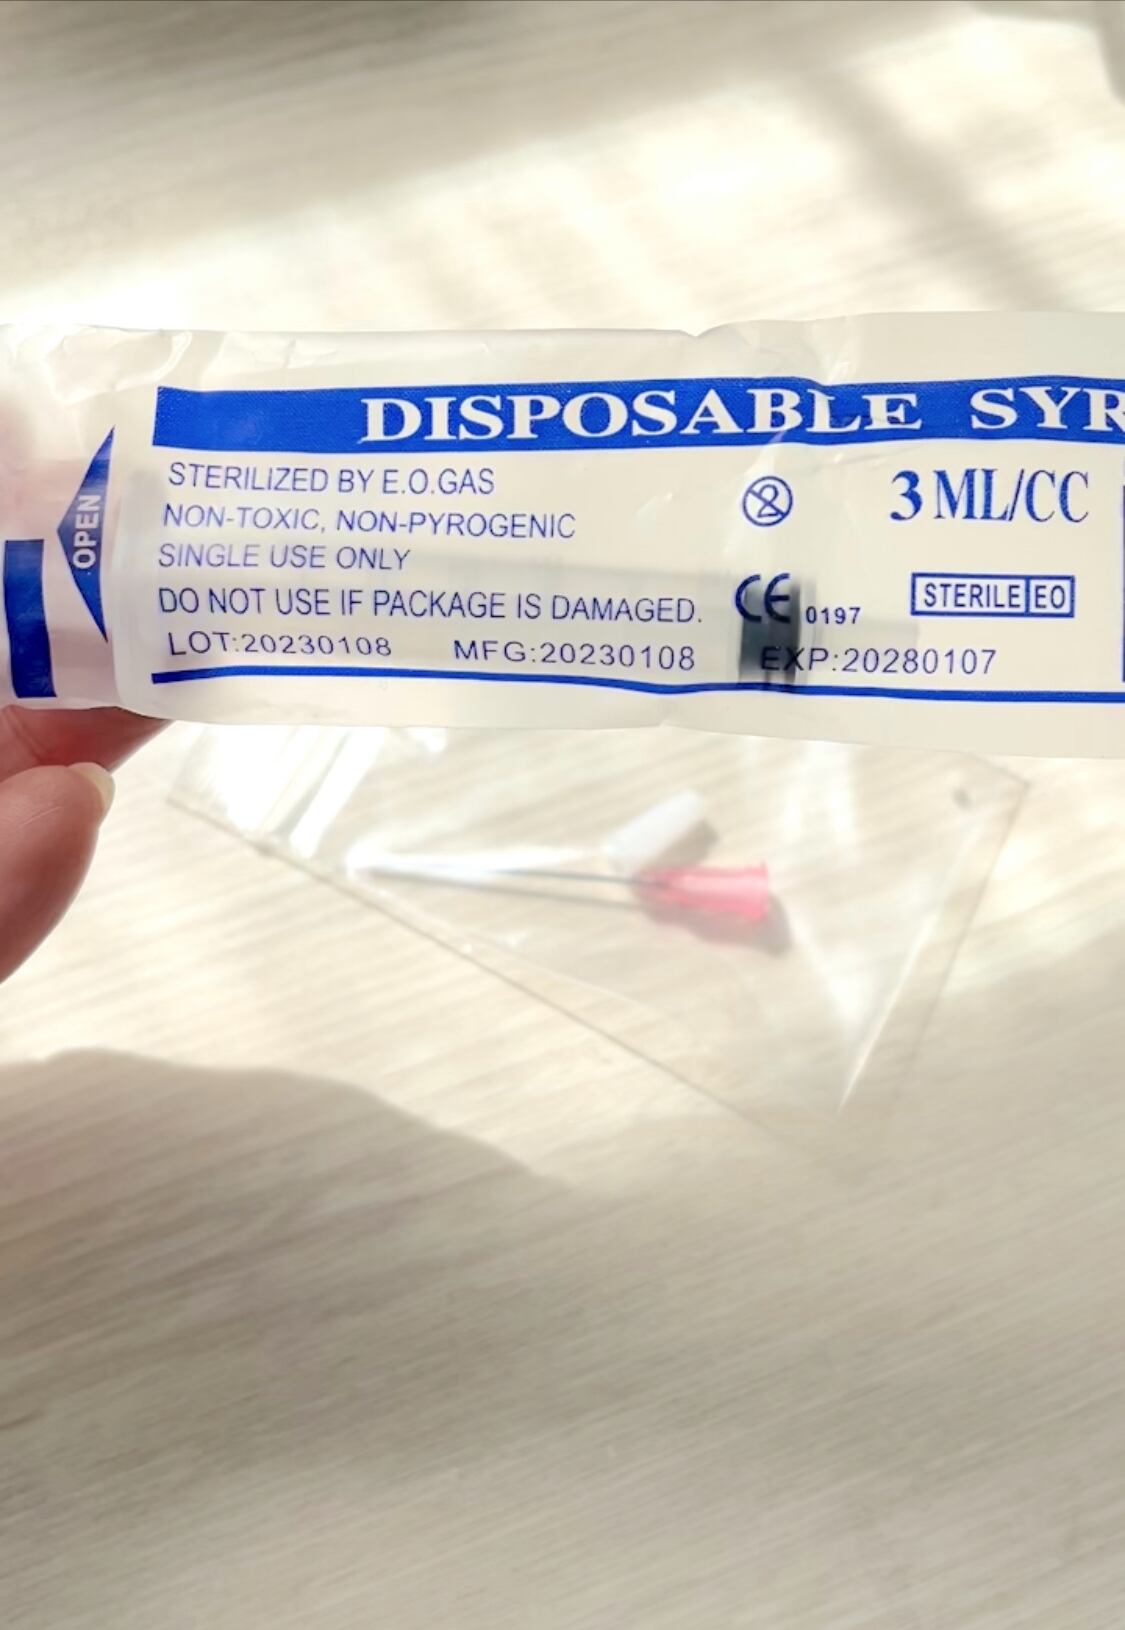 DISPOSABLE SYR
OPEN
STERILIZED BY E.O.GAS
NON-TOXIC, NON-PYROGENIC
SINGLE USE ONLY
DO NOT USE IF PACKAGE IS DAMAGED.
LOT:20230108 MFG:20230108 EXP:20280107
2
3 ML/CC
CE 0197
STERILE EO